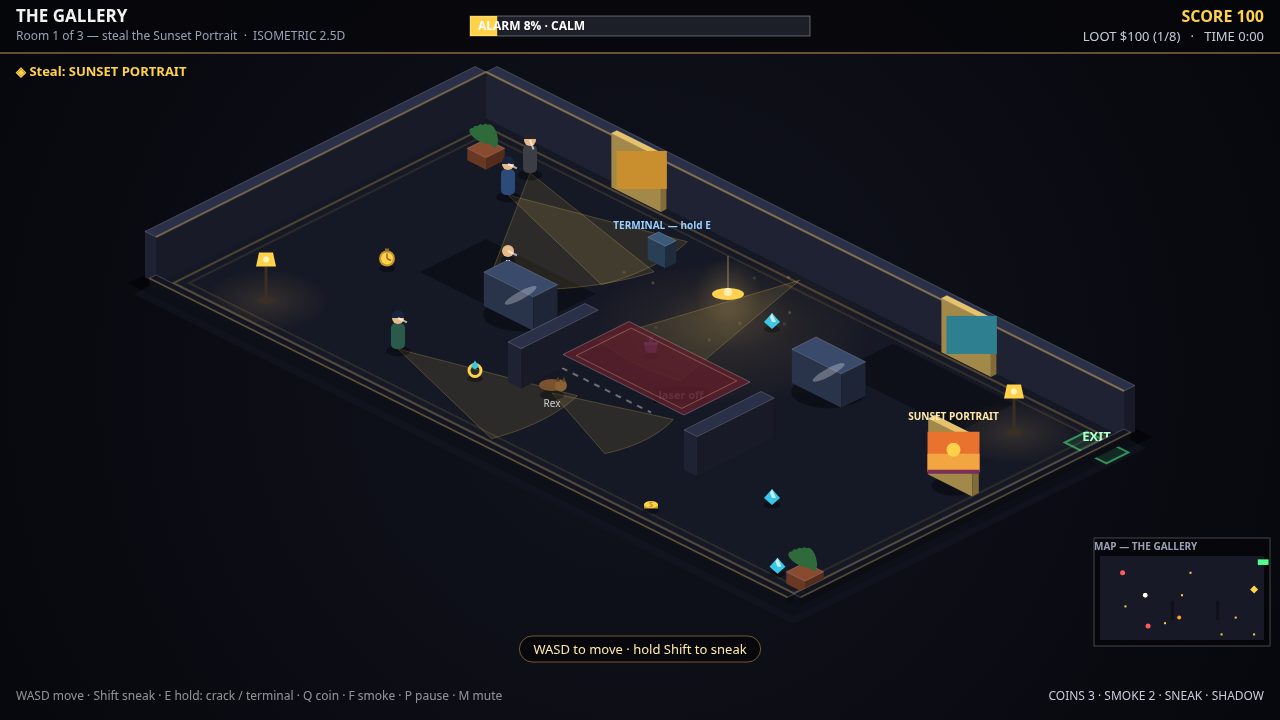 THE GALLERY
Room 1 of 3 — steal the Sunset Portrait · ISOMETRIC 2.5D
ALARM 8% · CALM
SCORE 100
LOOT $100 (1/8) · TIME 0:00
◈ Steal: SUNSET PORTRAIT
TERMINAL — hold E
laser off
Rex
SUNSET PORTRAIT
EXIT
MAP — THE GALLERY
WASD to move · hold Shift to sneak
WASD move · Shift sneak · E hold: crack / terminal · Q coin · F smoke · P pause · M mute
COINS 3 · SMOKE 2 · SNEAK · SHADOW